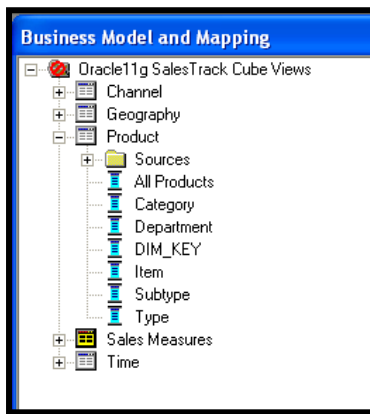 Business Model and Mapping
Oracle11g SalesTrack Cube Views
Channel
Geography
Product
Sources
All Products
Category
Department
DIM_KEY
Item
Subtype
Type
Sales Measures
Time